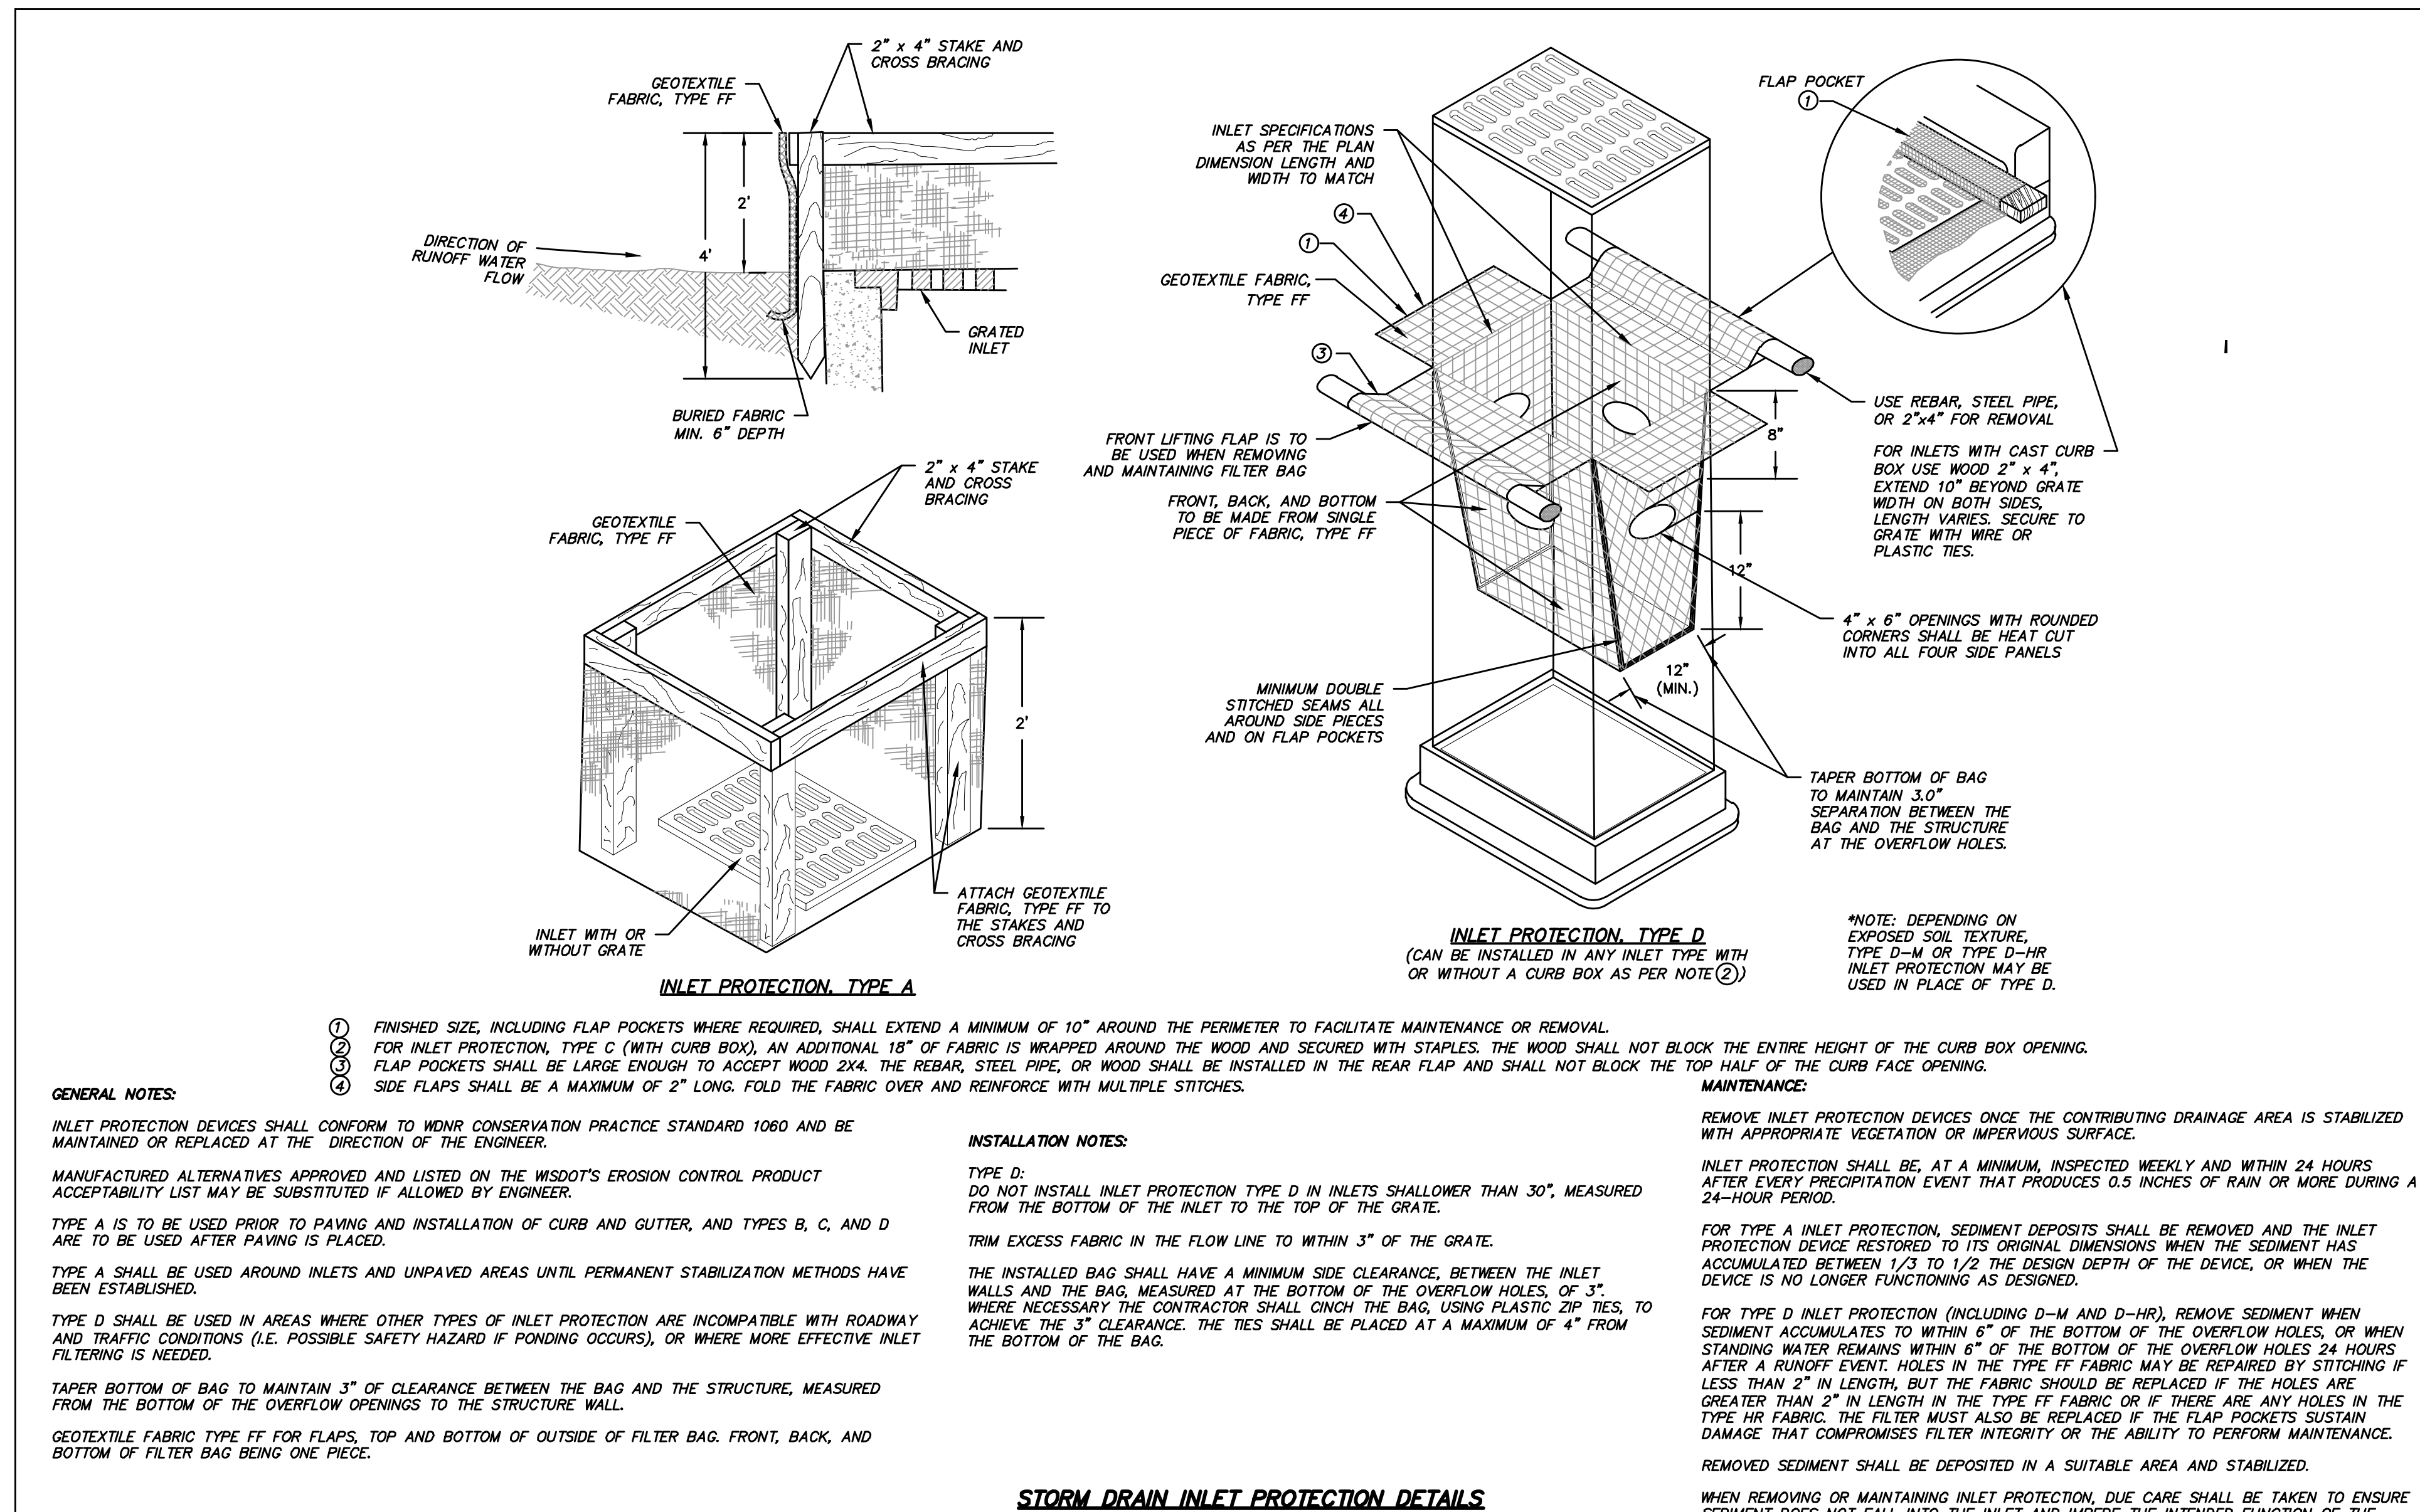 2" x 4" STAKE AND
CROSS BRACING
GEOTEXTILE
FABRIC, TYPE FF
2'
4'
DIRECTION OF
RUNOFF WATER
FLOW
GRATED
INLET
BURIED FABRIC
MIN. 6" DEPTH
2" x 4" STAKE
AND CROSS
BRACING
GEOTEXTILE
FABRIC, TYPE FF
2'
ATTACH GEOTEXTILE
FABRIC, TYPE FF TO
THE STAKES AND
CROSS BRACING
INLET WITH OR
WITHOUT GRATE
INLET PROTECTION, TYPE A
FLAP POCKET
1
INLET SPECIFICATIONS
AS PER THE PLAN
DIMENSION LENGTH AND
WIDTH TO MATCH
4
1
GEOTEXTILE FABRIC,
TYPE FF
3
FRONT LIFTING FLAP IS TO
BE USED WHEN REMOVING
AND MAINTAINING FILTER BAG
FRONT, BACK, AND BOTTOM
TO BE MADE FROM SINGLE
PIECE OF FABRIC, TYPE FF
MINIMUM DOUBLE
STITCHED SEAMS ALL
AROUND SIDE PIECES
AND ON FLAP POCKETS
USE REBAR, STEEL PIPE,
OR 2"x4" FOR REMOVAL
FOR INLETS WITH CAST CURB
BOX USE WOOD 2" x 4",
EXTEND 10" BEYOND GRATE
WIDTH ON BOTH SIDES,
LENGTH VARIES. SECURE TO
GRATE WITH WIRE OR
PLASTIC TIES.
8"
12"
4" x 6" OPENINGS WITH ROUNDED
CORNERS SHALL BE HEAT CUT
INTO ALL FOUR SIDE PANELS
12"
(MIN.)
TAPER BOTTOM OF BAG
TO MAINTAIN 3.0"
SEPARATION BETWEEN THE
BAG AND THE STRUCTURE
AT THE OVERFLOW HOLES.
INLET PROTECTION, TYPE D
(CAN BE INSTALLED IN ANY INLET TYPE WITH
OR WITHOUT A CURB BOX AS PER NOTE 2)
*NOTE: DEPENDING ON
EXPOSED SOIL TEXTURE,
TYPE D-M OR TYPE D-HR
INLET PROTECTION MAY BE
USED IN PLACE OF TYPE D.
1 FINISHED SIZE, INCLUDING FLAP POCKETS WHERE REQUIRED, SHALL EXTEND A MINIMUM OF 10" AROUND THE PERIMETER TO FACILITATE MAINTENANCE OR REMOVAL.
2 FOR INLET PROTECTION, TYPE C (WITH CURB BOX), AN ADDITIONAL 18" OF FABRIC IS WRAPPED AROUND THE WOOD AND SECURED WITH STAPLES. THE WOOD SHALL NOT BLOCK THE ENTIRE HEIGHT OF THE CURB BOX OPENING.
3 FLAP POCKETS SHALL BE LARGE ENOUGH TO ACCEPT WOOD 2X4. THE REBAR, STEEL PIPE, OR WOOD SHALL BE INSTALLED IN THE REAR FLAP AND SHALL NOT BLOCK THE TOP HALF OF THE CURB FACE OPENING.
4 SIDE FLAPS SHALL BE A MAXIMUM OF 2" LONG. FOLD THE FABRIC OVER AND REINFORCE WITH MULTIPLE STITCHES.
GENERAL NOTES:
INLET PROTECTION DEVICES SHALL CONFORM TO WDNR CONSERVATION PRACTICE STANDARD 1060 AND BE
MAINTAINED OR REPLACED AT THE DIRECTION OF THE ENGINEER.
MANUFACTURED ALTERNATIVES APPROVED AND LISTED ON THE WISDOT'S EROSION CONTROL PRODUCT
ACCEPTABILITY LIST MAY BE SUBSTITUTED IF ALLOWED BY ENGINEER.
TYPE A IS TO BE USED PRIOR TO PAVING AND INSTALLATION OF CURB AND GUTTER, AND TYPES B, C, AND D
ARE TO BE USED AFTER PAVING IS PLACED.
TYPE A SHALL BE USED AROUND INLETS AND UNPAVED AREAS UNTIL PERMANENT STABILIZATION METHODS HAVE
BEEN ESTABLISHED.
TYPE D SHALL BE USED IN AREAS WHERE OTHER TYPES OF INLET PROTECTION ARE INCOMPATIBLE WITH ROADWAY
AND TRAFFIC CONDITIONS (I.E. POSSIBLE SAFETY HAZARD IF PONDING OCCURS), OR WHERE MORE EFFECTIVE INLET
FILTERING IS NEEDED.
TAPER BOTTOM OF BAG TO MAINTAIN 3" OF CLEARANCE BETWEEN THE BAG AND THE STRUCTURE, MEASURED
FROM THE BOTTOM OF THE OVERFLOW OPENINGS TO THE STRUCTURE WALL.
GEOTEXTILE FABRIC TYPE FF FOR FLAPS, TOP AND BOTTOM OF OUTSIDE OF FILTER BAG. FRONT, BACK, AND
BOTTOM OF FILTER BAG BEING ONE PIECE.
INSTALLATION NOTES:
TYPE D:
DO NOT INSTALL INLET PROTECTION TYPE D IN INLETS SHALLOWER THAN 30", MEASURED
FROM THE BOTTOM OF THE INLET TO THE TOP OF THE GRATE.
TRIM EXCESS FABRIC IN THE FLOW LINE TO WITHIN 3" OF THE GRATE.
THE INSTALLED BAG SHALL HAVE A MINIMUM SIDE CLEARANCE, BETWEEN THE INLET
WALLS AND THE BAG, MEASURED AT THE BOTTOM OF THE OVERFLOW HOLES, OF 3".
WHERE NECESSARY THE CONTRACTOR SHALL CINCH THE BAG, USING PLASTIC ZIP TIES, TO
ACHIEVE THE 3" CLEARANCE. THE TIES SHALL BE PLACED AT A MAXIMUM OF 4" FROM
THE BOTTOM OF THE BAG.
MAINTENANCE:
REMOVE INLET PROTECTION DEVICES ONCE THE CONTRIBUTING DRAINAGE AREA IS STABILIZED
WITH APPROPRIATE VEGETATION OR IMPERVIOUS SURFACE.
INLET PROTECTION SHALL BE, AT A MINIMUM, INSPECTED WEEKLY AND WITHIN 24 HOURS
AFTER EVERY PRECIPITATION EVENT THAT PRODUCES 0.5 INCHES OF RAIN OR MORE DURING A
24-HOUR PERIOD.
FOR TYPE A INLET PROTECTION, SEDIMENT DEPOSITS SHALL BE REMOVED AND THE INLET
PROTECTION DEVICE RESTORED TO ITS ORIGINAL DIMENSIONS WHEN THE SEDIMENT HAS
ACCUMULATED BETWEEN 1/3 TO 1/2 THE DESIGN DEPTH OF THE DEVICE, OR WHEN THE
DEVICE IS NO LONGER FUNCTIONING AS DESIGNED.
FOR TYPE D INLET PROTECTION (INCLUDING D-M AND D-HR), REMOVE SEDIMENT WHEN
SEDIMENT ACCUMULATES TO WITHIN 6" OF THE BOTTOM OF THE OVERFLOW HOLES, OR WHEN
STANDING WATER REMAINS WITHIN 6" OF THE BOTTOM OF THE OVERFLOW HOLES 24 HOURS
AFTER A RUNOFF EVENT. HOLES IN THE TYPE FF FABRIC MAY BE REPAIRED BY STITCHING IF
LESS THAN 2" IN LENGTH, BUT THE FABRIC SHOULD BE REPLACED IF THE HOLES ARE
GREATER THAN 2" IN LENGTH IN THE TYPE FF FABRIC OR IF THERE ARE ANY HOLES IN THE
TYPE HR FABRIC. THE FILTER MUST ALSO BE REPLACED IF THE FLAP POCKETS SUSTAIN
DAMAGE THAT COMPROMISES FILTER INTEGRITY OR THE ABILITY TO PERFORM MAINTENANCE.
REMOVED SEDIMENT SHALL BE DEPOSITED IN A SUITABLE AREA AND STABILIZED.
WHEN REMOVING OR MAINTAINING INLET PROTECTION, DUE CARE SHALL BE TAKEN TO ENSURE
SEDIMENT DOES NOT FALL INTO THE INLET AND IMPEDE THE INTENDED FUNCTION OF THE
STORM DRAIN INLET PROTECTION DETAILS